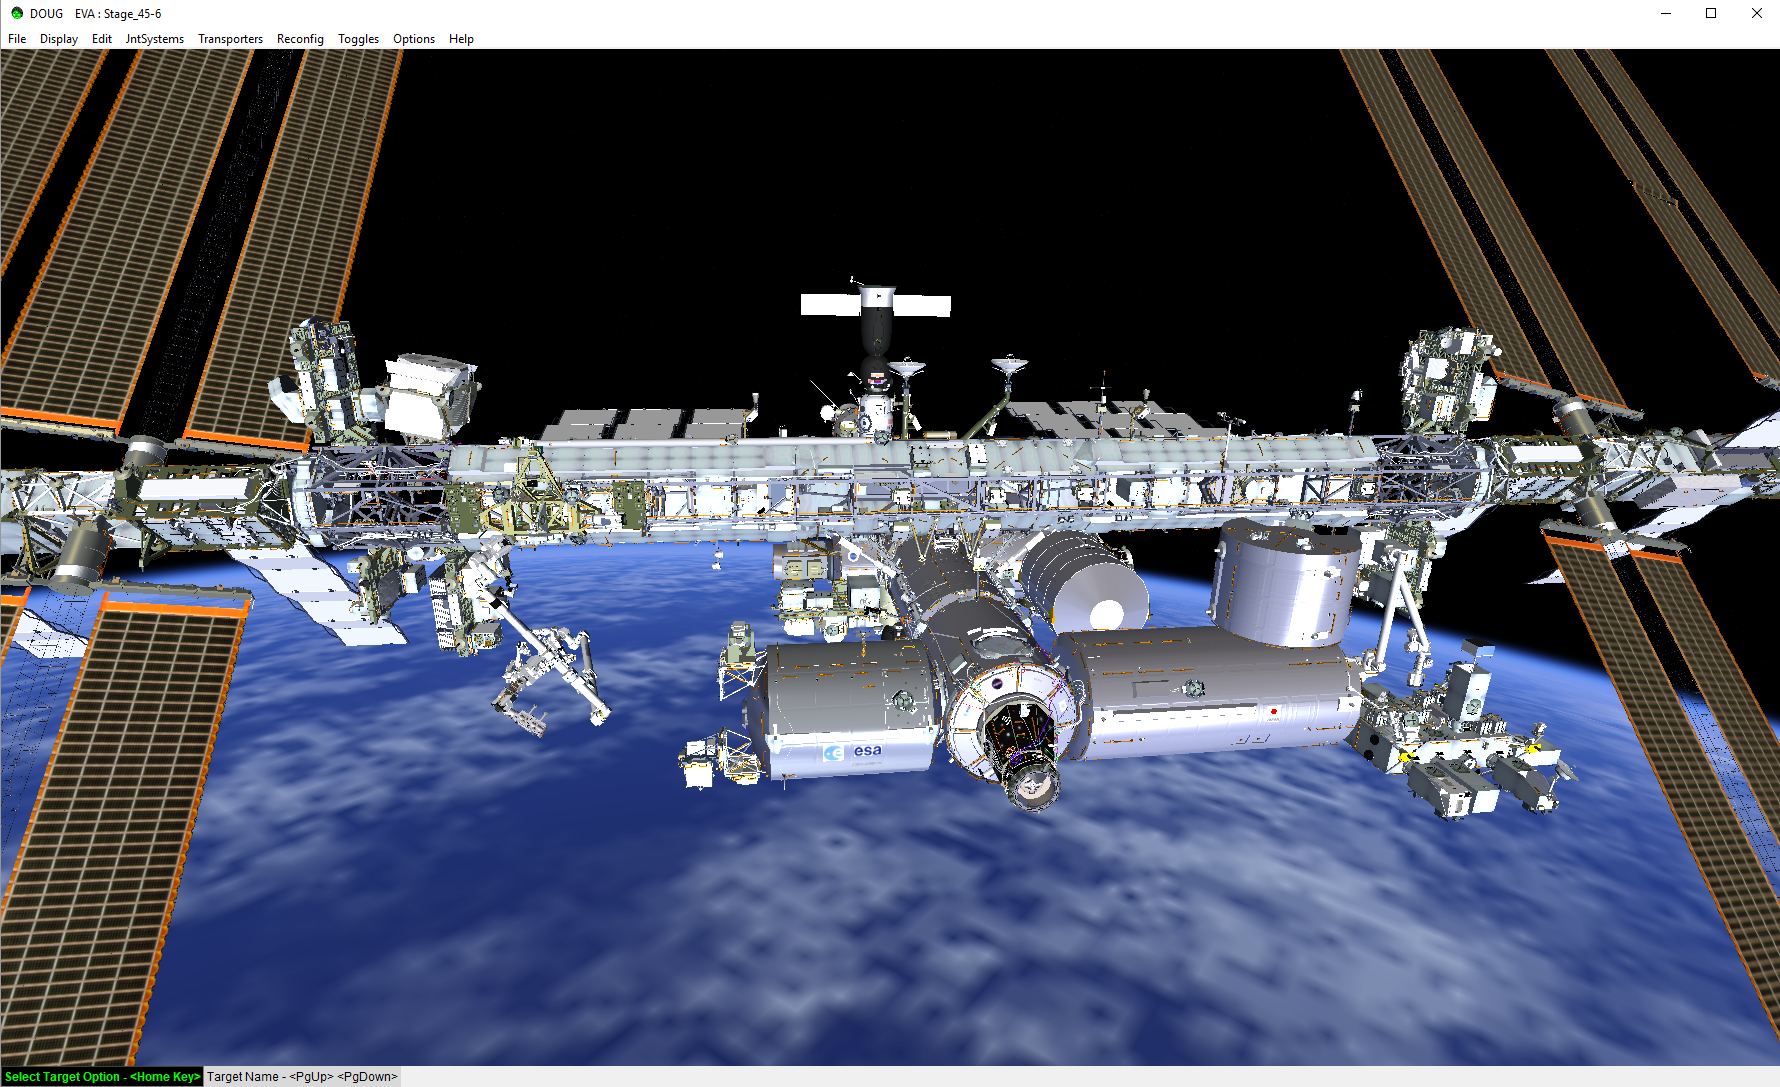 DOUG EVA : Stage_45-6
File Display Edit JntSystems Transporters Reconfig Toggles Options Help
esa
Select Target Option - <Home Key> Target Name - <PgUp> <PgDown>